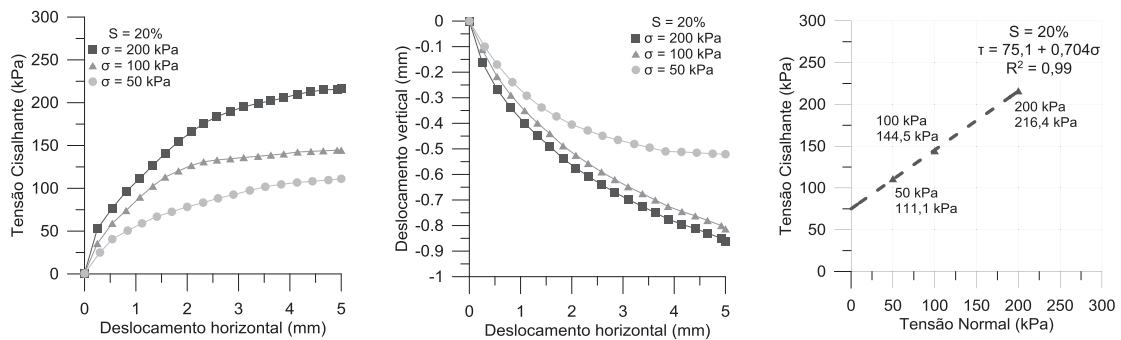 Tensão Cisalhante (kPa)
300
250
200
150
100
50
0
S = 20%
σ = 200 kPa
σ = 100 kPa
σ = 50 kPa
0 1 2 3 4 5
Deslocamento horizontal (mm)
Deslocamento vertical (mm)
0
-0.1
-0.2
-0.3
-0.4
-0.5
-0.6
-0.7
-0.8
-0.9
-1
S = 20%
σ = 200 kPa
σ = 100 kPa
σ = 50 kPa
0 1 2 3 4 5
Deslocamento horizontal (mm)
Tensão Cisalhante (kPa)
300
250
200
150
100
50
0
S = 20%
τ = 75,1 + 0,704σ
R² = 0,99
200 kPa
216,4 kPa
100 kPa
144,5 kPa
50 kPa
111,1 kPa
0 50 100 150 200 250 300
Tensão Normal (kPa)